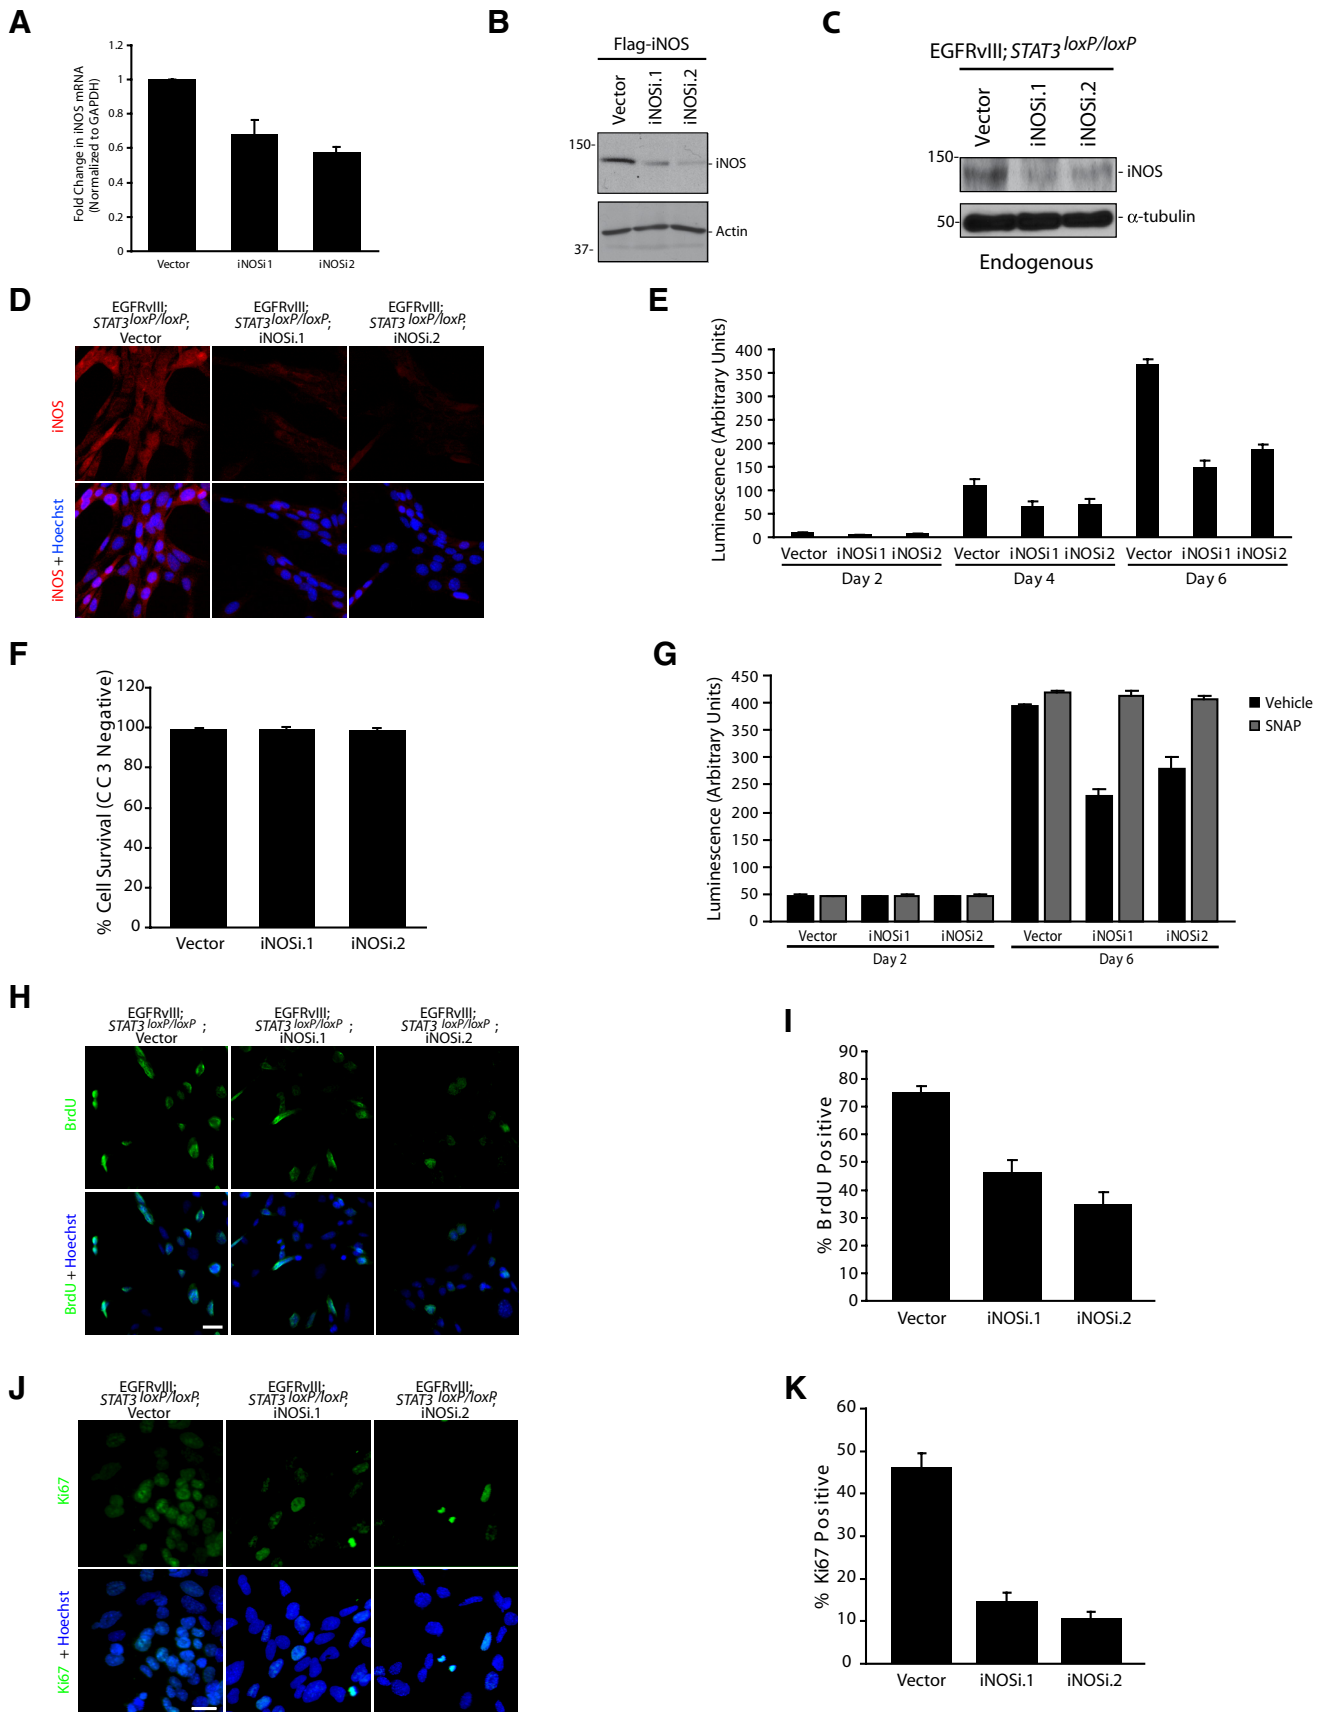 A
Fold Change in iNOS mRNA
(Normalized to GAPDH)
1.2
1
0.8
0.6
0.4
0.2
0
Vector iNOSi1 iNOSi2
B
Flag-iNOS
Vector iNOSi.1 iNOSi.2
150-
- iNOS
- Actin
37-
C
EGFRvIII; STAT3 loxP/loxP
Vector iNOSi.1 iNOSi.2
150-
- iNOS
50-
- α-tubulin
Endogenous
D
EGFRvIII; EGFRvIII; EGFRvIII;
STAT3 loxP/loxP; STAT3 loxP/loxP; STAT3 loxP/loxP;
Vector iNOSi.1 iNOSi.2
iNOS
iNOS + Hoechst
E
Luminescence (Arbitrary Units)
400
350
300
250
200
150
100
50
0
Vector iNOSi1 iNOSi2 Vector iNOSi1 iNOSi2 Vector iNOSi1 iNOSi2
Day 2 Day 4 Day 6
F
% Cell Survival (CC3 Negative)
120
100
80
60
40
20
0
Vector iNOSi.1 iNOSi.2
G
Luminescence (Arbitrary Units)
450
400
350
300
250
200
150
100
50
0
Vehicle
SNAP
Vector iNOSi1 iNOSi2 Vector iNOSi1 iNOSi2
Day 2 Day 6
H
EGFRvIII; EGFRvIII; EGFRvIII;
STAT3 loxP/loxP ; STAT3 loxP/loxP ; STAT3 loxP/loxP ;
Vector iNOSi.1 iNOSi.2
BrdU
BrdU + Hoechst
I
% BrdU Positive
90
80
70
60
50
40
30
20
10
0
Vector iNOSi.1 iNOSi.2
J
EGFRvIII; EGFRvIII; EGFRvIII;
STAT3 loxP/loxP; STAT3 loxP/loxP; STAT3 loxP/loxP;
Vector iNOSi.1 iNOSi.2
Ki67
Ki67 + Hoechst
K
% Ki67 Positive
60
50
40
30
20
10
0
Vector iNOSi.1 iNOSi.2